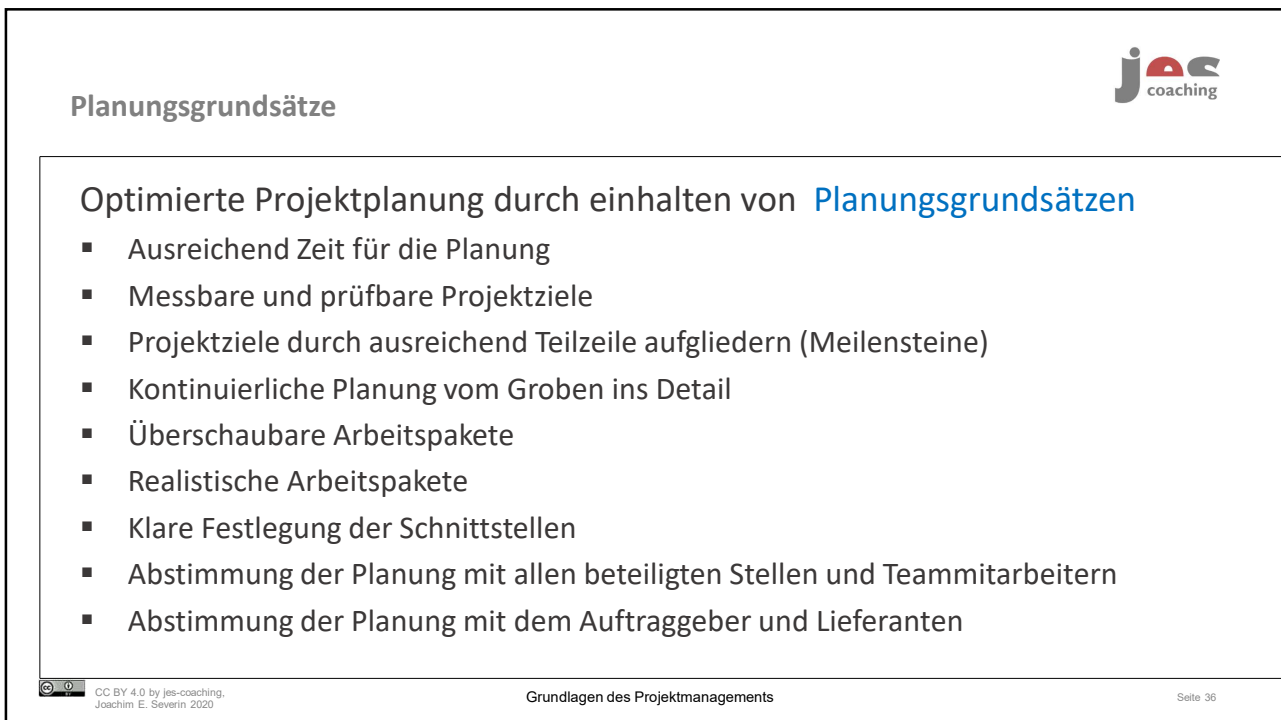 jes
coaching
Planungsgrundsätze
Optimierte Projektplanung durch einhalten von Planungsgrundsätzen
▪ Ausreichend Zeit für die Planung
▪ Messbare und prüfbare Projektziele
▪ Projektziele durch ausreichend Teilzeile aufgliedern (Meilensteine)
▪ Kontinuierliche Planung vom Groben ins Detail
▪ Überschaubare Arbeitspakete
▪ Realistische Arbeitspakete
▪ Klare Festlegung der Schnittstellen
▪ Abstimmung der Planung mit allen beteiligten Stellen und Teammitarbeitern
▪ Abstimmung der Planung mit dem Auftraggeber und Lieferanten
cc BY
CC BY 4.0 by jes-coaching,
Joachim E. Severin 2020
Grundlagen des Projektmanagements
Seite 36